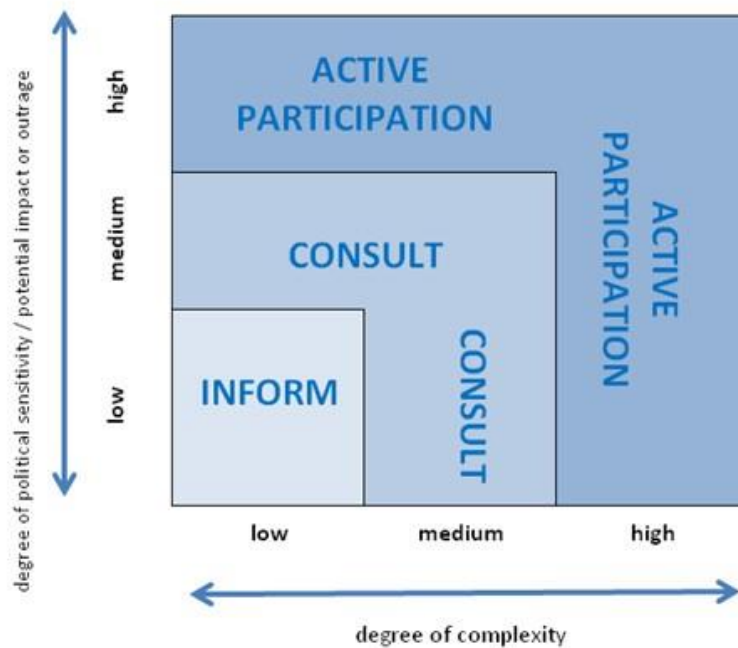 degree of political sensitivity / potential impact or outrage
high
medium
low
ACTIVE
PARTICIPATION
ACTIVE
PARTICIPATION
CONSULT
CONSULT
INFORM
low
medium
high
degree of complexity